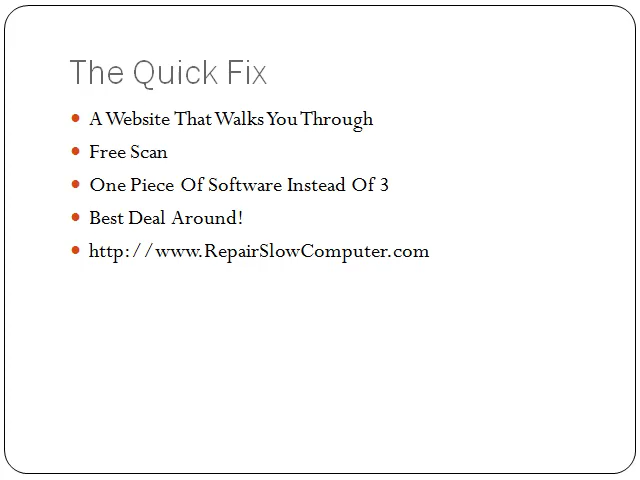 The Quick Fix
A Website That Walks You Through
Free Scan
One Piece Of Software Instead Of 3
Best Deal Around!
http://www.RepairSlowComputer.com